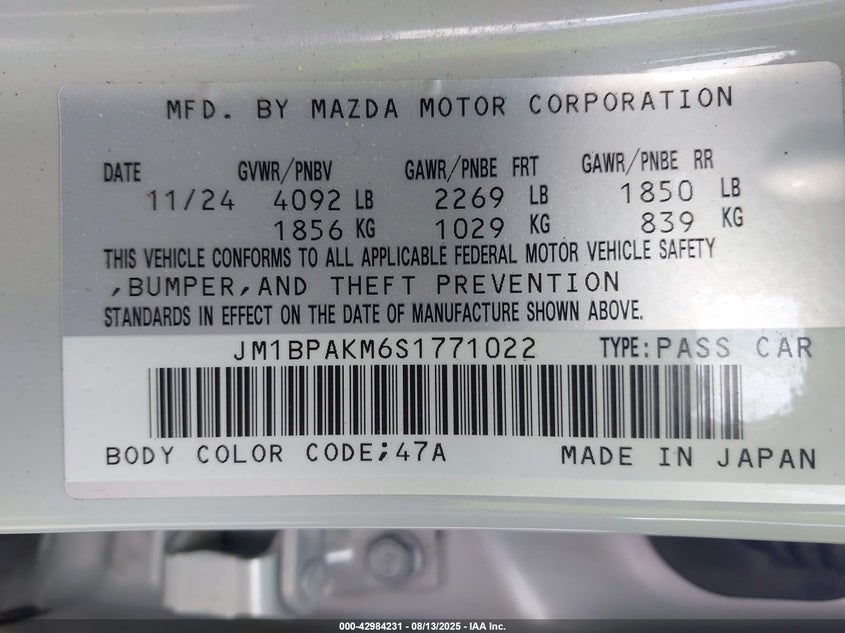 MFD. BY MAZDA MOTOR CORPORATION
DATE GVWR/PNBV GAWR/PNBE FRT GAWR/PNBE RR
11/24 4092 LB 2269 LB 1850 LB
1856 KG 1029 KG 839 KG
THIS VEHICLE CONFORMS TO ALL APPLICABLE FEDERAL MOTOR VEHICLE SAFETY
,BUMPER,AND THEFT PREVENTION
STANDARDS IN EFFECT ON THE DATE OF MANUFACTURE SHOWN ABOVE.
JM1BPAKM6S1771022 TYPE:PASS CAR
BODY COLOR CODE;47A MADE IN JAPAN
000-42984231 - 08/13/2025 - IAA Inc.